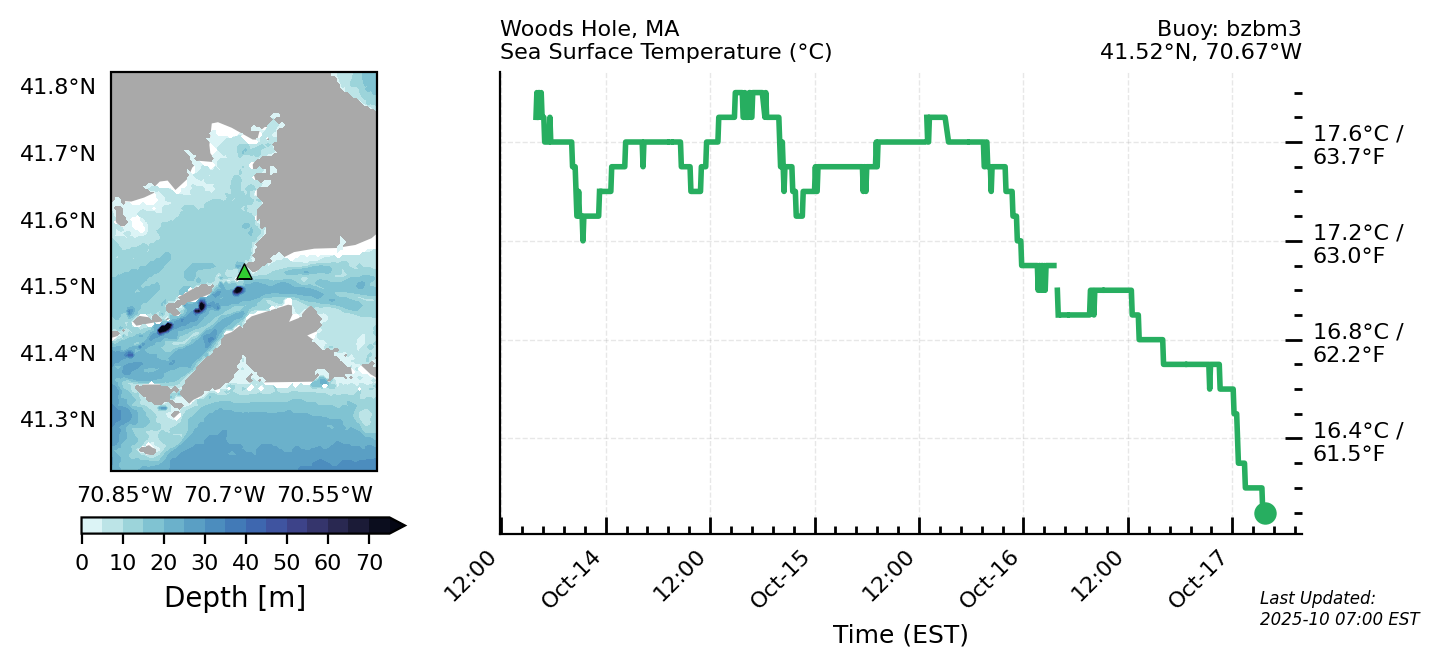 Woods Hole, MA
Sea Surface Temperature (°C)
Buoy: bzbm3
41.52°N, 70.67°W
41.8°N
41.7°N
41.6°N
41.5°N
41.4°N
41.3°N
70.85°W 70.7°W 70.55°W
0 10 20 30 40 50 60 70
Depth [m]
17.6°C /
63.7°F
17.2°C /
63.0°F
16.8°C /
62.2°F
16.4°C /
61.5°F
12:00 Oct-14 12:00 Oct-15 12:00 Oct-16 12:00 Oct-17
Time (EST)
Last Updated:
2025-10 07:00 EST